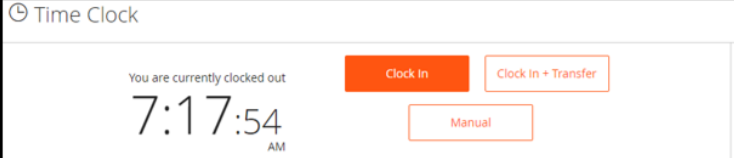 Time Clock
You are currently clocked out
7:17:54
AM
Clock In
Clock In + Transfer
Manual